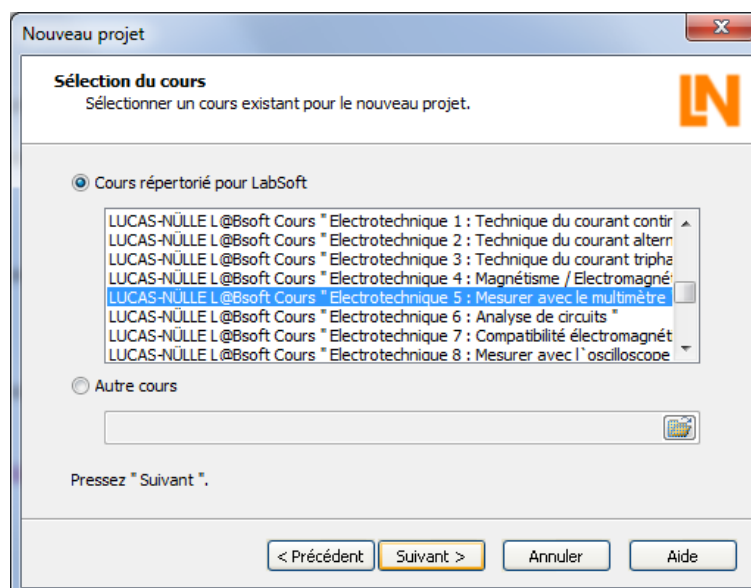 Nouveau projet
Sélection du cours
Sélectionner un cours existant pour le nouveau projet.
LN
Cours répertorié pour LabSoft
LUCAS-NÜLLE L@Bsoft Cours " Electrotechnique 1 : Technique du courant contir
LUCAS-NÜLLE L@Bsoft Cours " Electrotechnique 2 : Technique du courant altern
LUCAS-NÜLLE L@Bsoft Cours " Electrotechnique 3 : Technique du courant tripha
LUCAS-NÜLLE L@Bsoft Cours " Electrotechnique 4 : Magnétisme / Electromagnét
LUCAS-NÜLLE L@Bsoft Cours " Electrotechnique 5 : Mesurer avec le multimètre
LUCAS-NÜLLE L@Bsoft Cours " Electrotechnique 6 : Analyse de circuits "
LUCAS-NÜLLE L@Bsoft Cours " Electrotechnique 7 : Compatibilité électromagnét
LUCAS-NÜLLE L@Bsoft Cours " Electrotechnique 8 : Mesurer avec l`oscilloscope
Autre cours
Pressez " Suivant ".
< Précédent Suivant > Annuler Aide